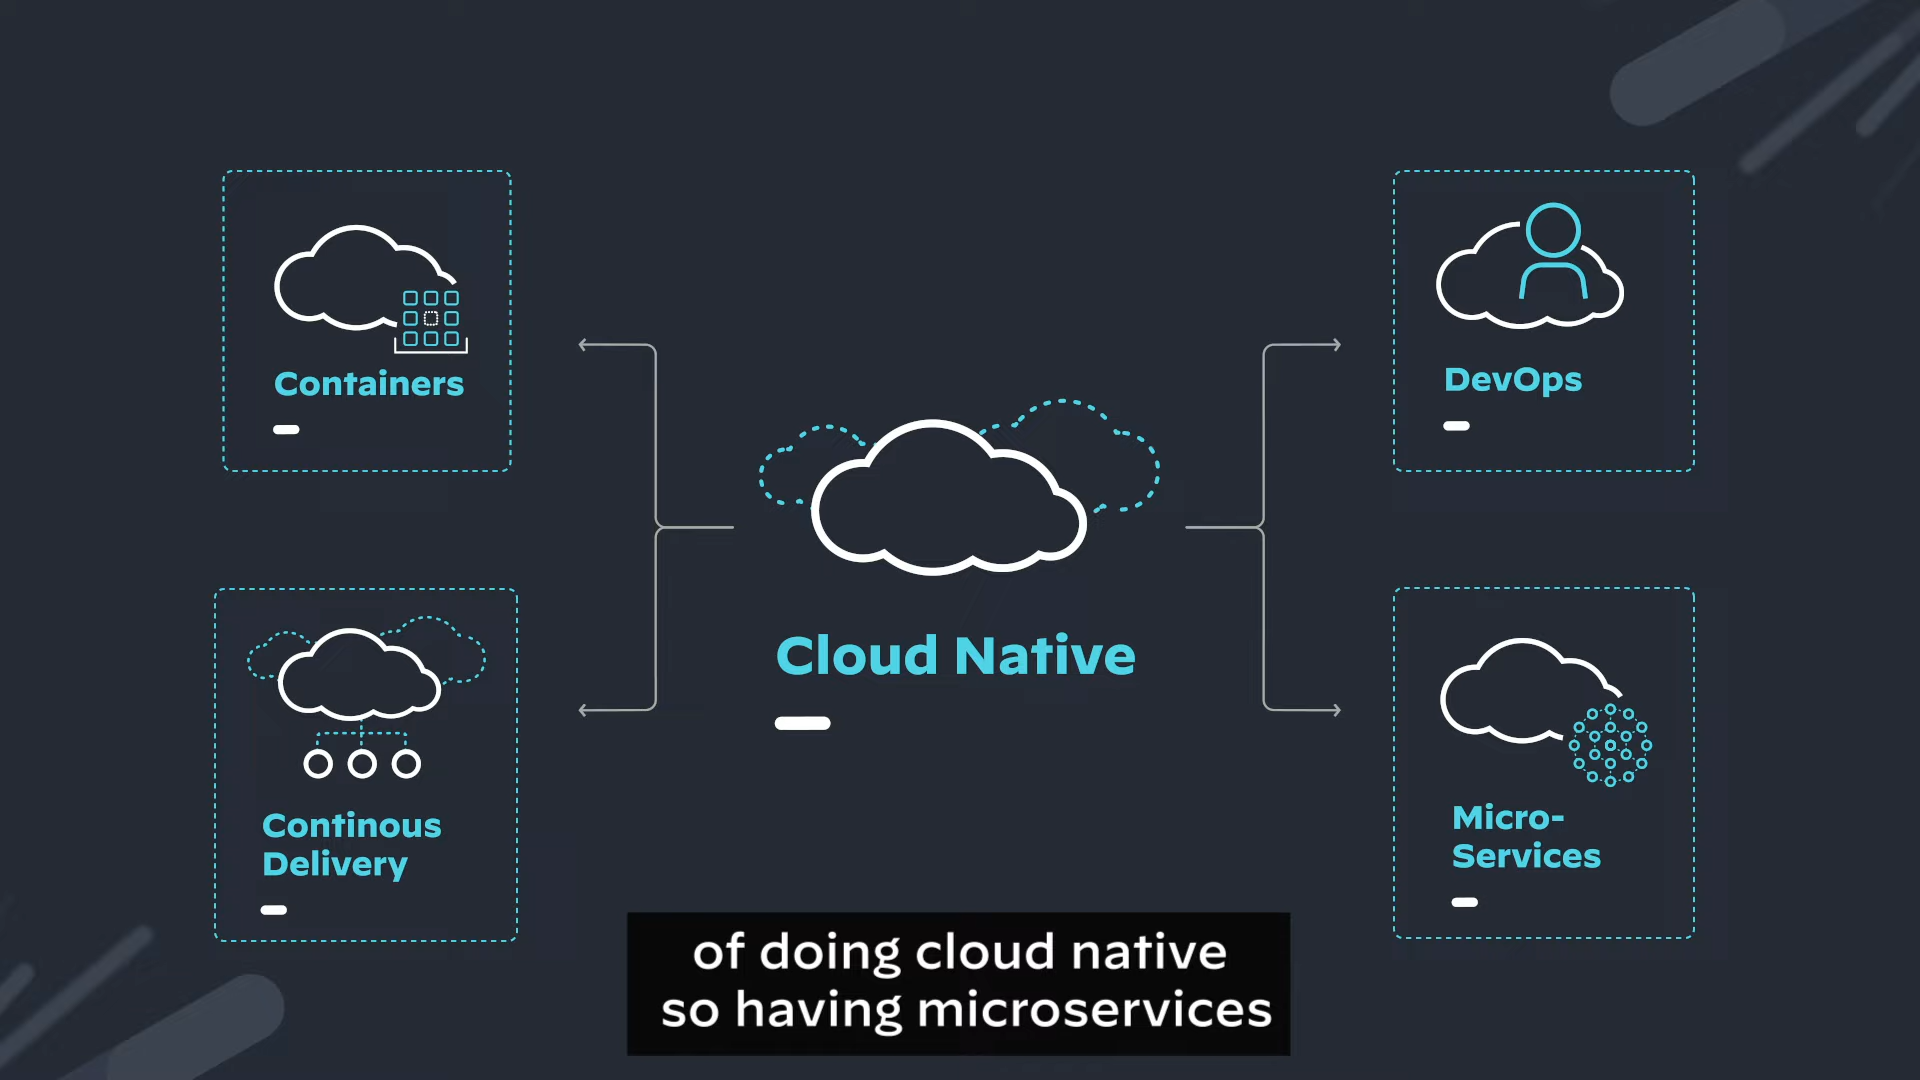 Containers
DevOps
Cloud Native
Continous
Delivery
Micro-
Services
of doing cloud native
so having microservices